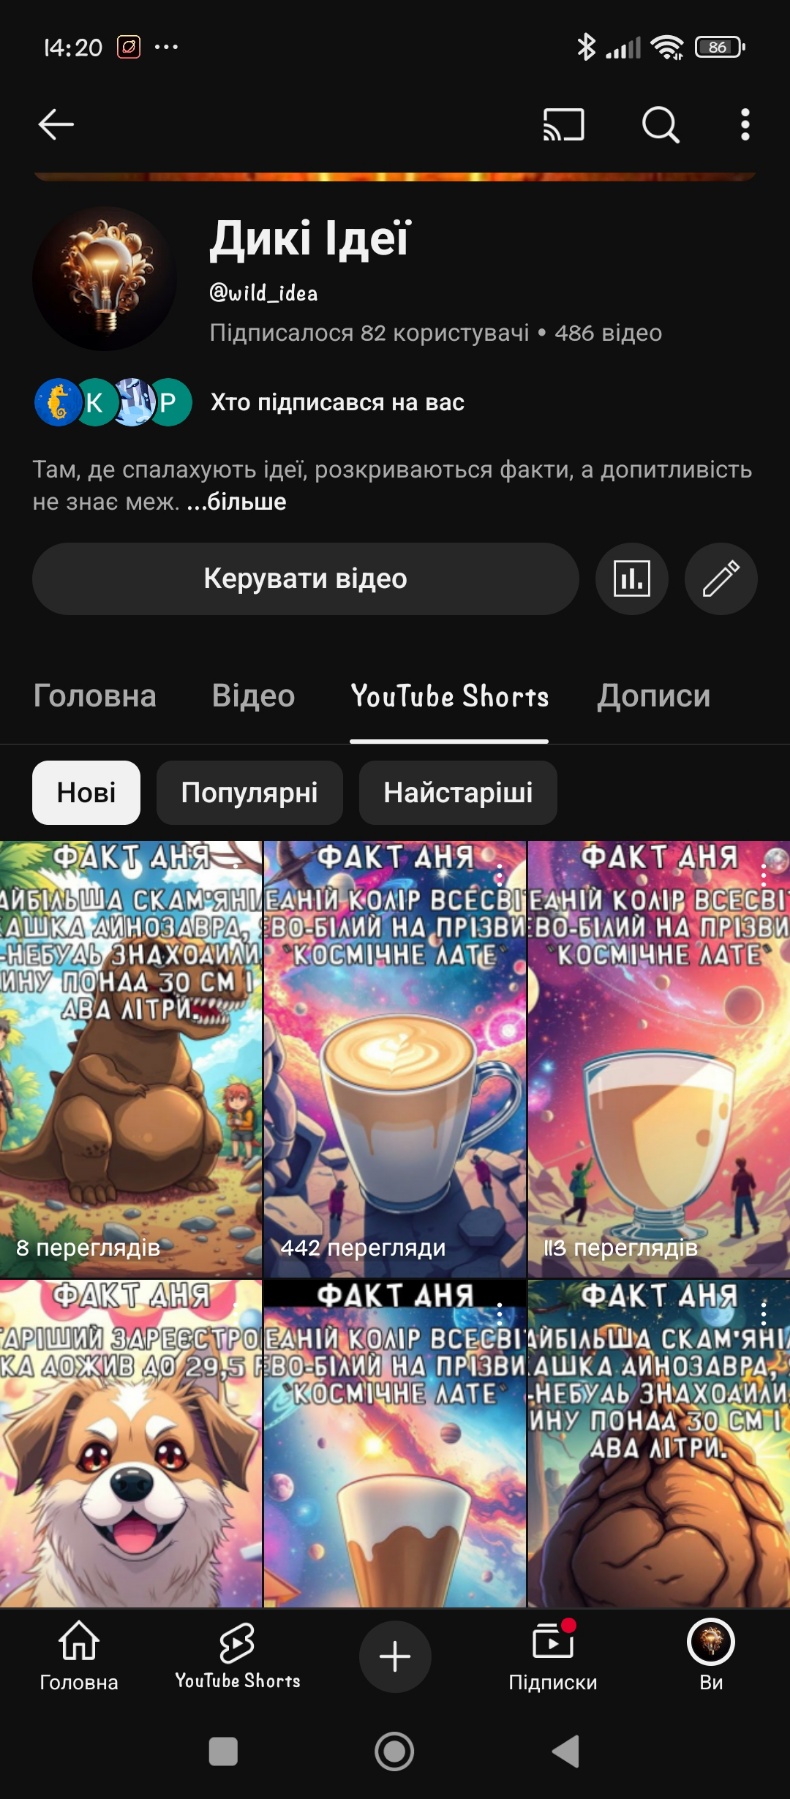 14:20
86
Дикі Ідеї
@wild_idea
Підписалося 82 користувачі • 486 відео
K
P
Хто підписався на вас
Там, де спалахують ідеї, розкриваються факти, а допитливість
не знає меж. ...більше
Керувати відео
Головна Відео YouTube Shorts Дописи
Нові Популярні Найстаріші
ФАКТ ДНЯ
АЙБІЛЬША СКАМ'ЯНІ
АШКА ДИНОЗАВРА,
-НЕБУДЬ ЗНАХОДИЛИ
ИНУ ПОНАД 30 СМ І
ДВА ЛІТРИ.
8 переглядів
ФАКТ ДНЯ
ЕДНІЙ КОЛІР ВСЕСВІ
ВО-БІЛИЙ НА ПРІЗВИ
"КОСМІЧНЕ ЛАТЕ"
442 перегляди
ФАКТ ДНЯ
ЕДНІЙ КОЛІР ВСЕСВІ
ВО-БІЛИЙ НА ПРІЗВИ
"КОСМІЧНЕ ЛАТЕ"
113 переглядів
ФАКТ ДНЯ
АРІШИЙ ЗАРЕЄСТРО
КА ДОЖИВ ДО 29,5 Р
ФАКТ ДНЯ
ЕДНІЙ КОЛІР ВСЕСВІ
ВО-БІЛИЙ НА ПРІЗВИ
"КОСМІЧНЕ ЛАТЕ"
ФАКТ ДНЯ
АЙБІЛЬША СКАМ'ЯНІ
АШКА ДИНОЗАВРА,
-НЕБУДЬ ЗНАХОДИЛИ
ИНУ ПОНАД 30 СМ І
ДВА ЛІТРИ.
Головна YouTube Shorts Підписки Ви